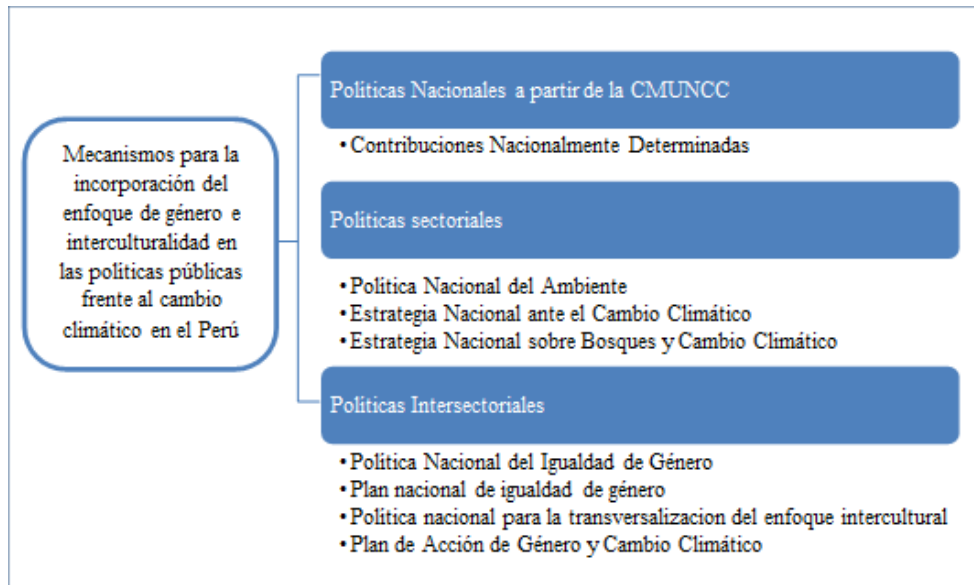 Mecanismos para la
incorporación del
enfoque de género e
interculturalidad en
las políticas públicas
frente al cambio
climático en el Perú
Políticas Nacionales a partir de la CMUNCC
• Contribuciones Nacionalmente Determinadas
Políticas sectoriales
• Política Nacional del Ambiente
• Estrategia Nacional ante el Cambio Climático
• Estrategia Nacional sobre Bosques y Cambio Climático
Políticas Intersectoriales
• Política Nacional del Igualdad de Género
• Plan nacional de igualdad de género
• Política nacional para la transversalizacion del enfoque intercultural
• Plan de Acción de Género y Cambio Climático